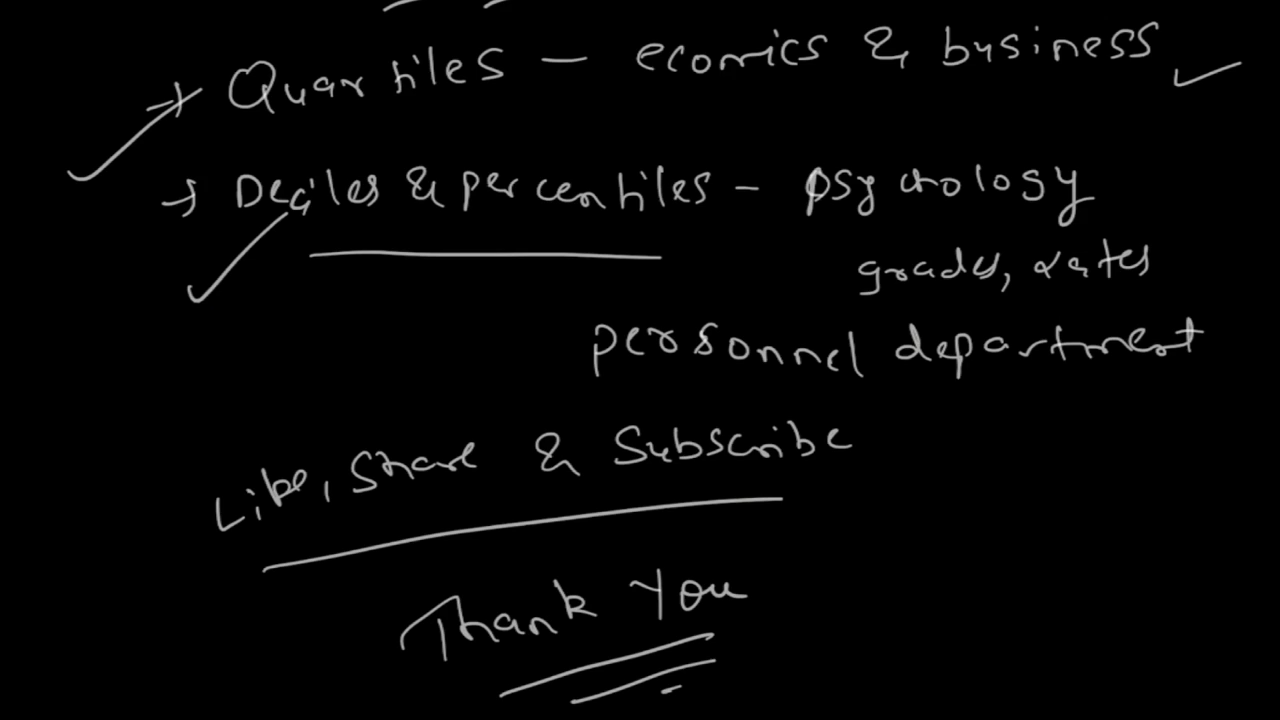 → Quartiles - ecomics & business
→ Deciles & percentiles - psychology
grades, rates
personnel department
Like, Share & Subscribe
Thank You